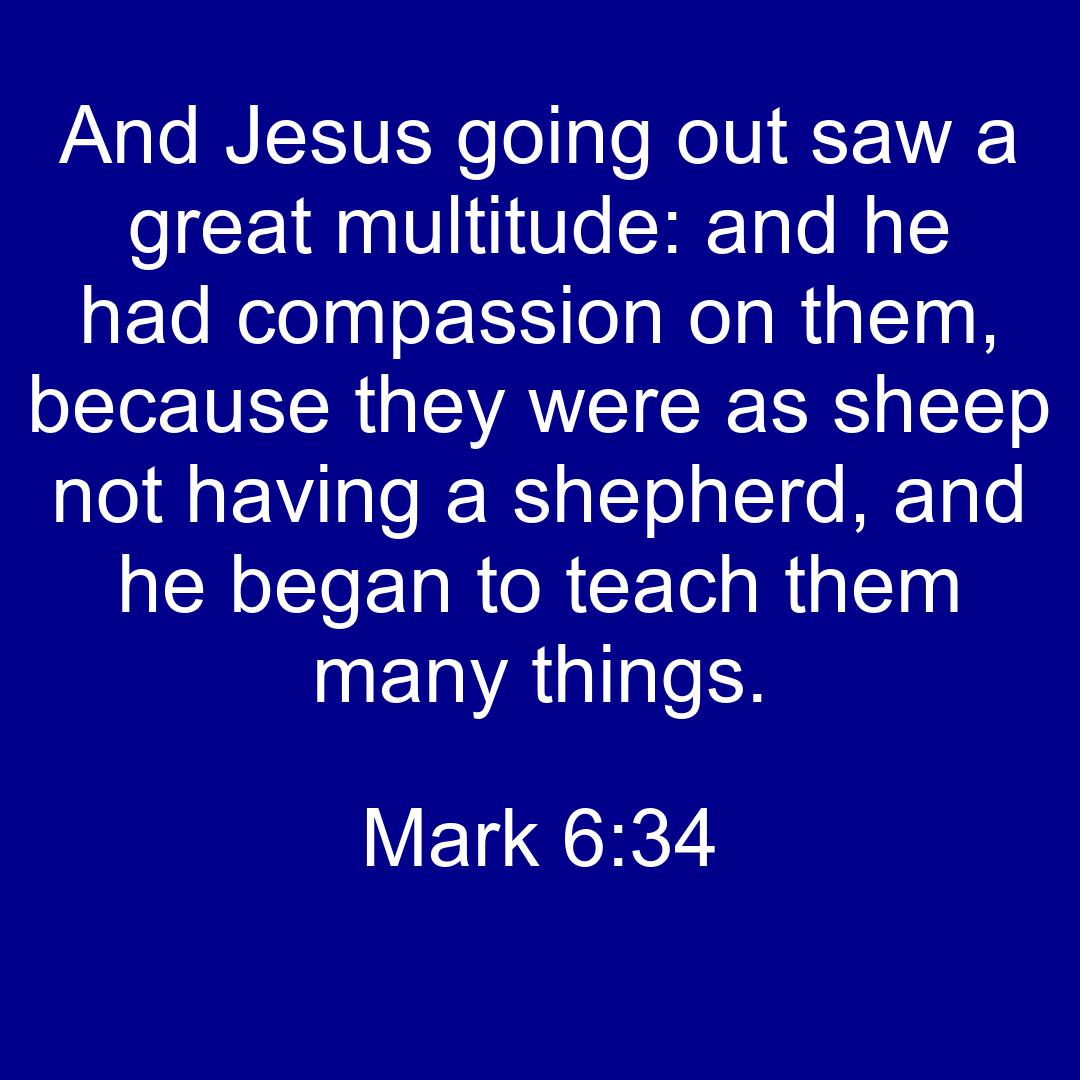 And Jesus going out saw a
great multitude: and he
had compassion on them,
because they were as sheep
not having a shepherd, and
he began to teach them
many things.
Mark 6:34